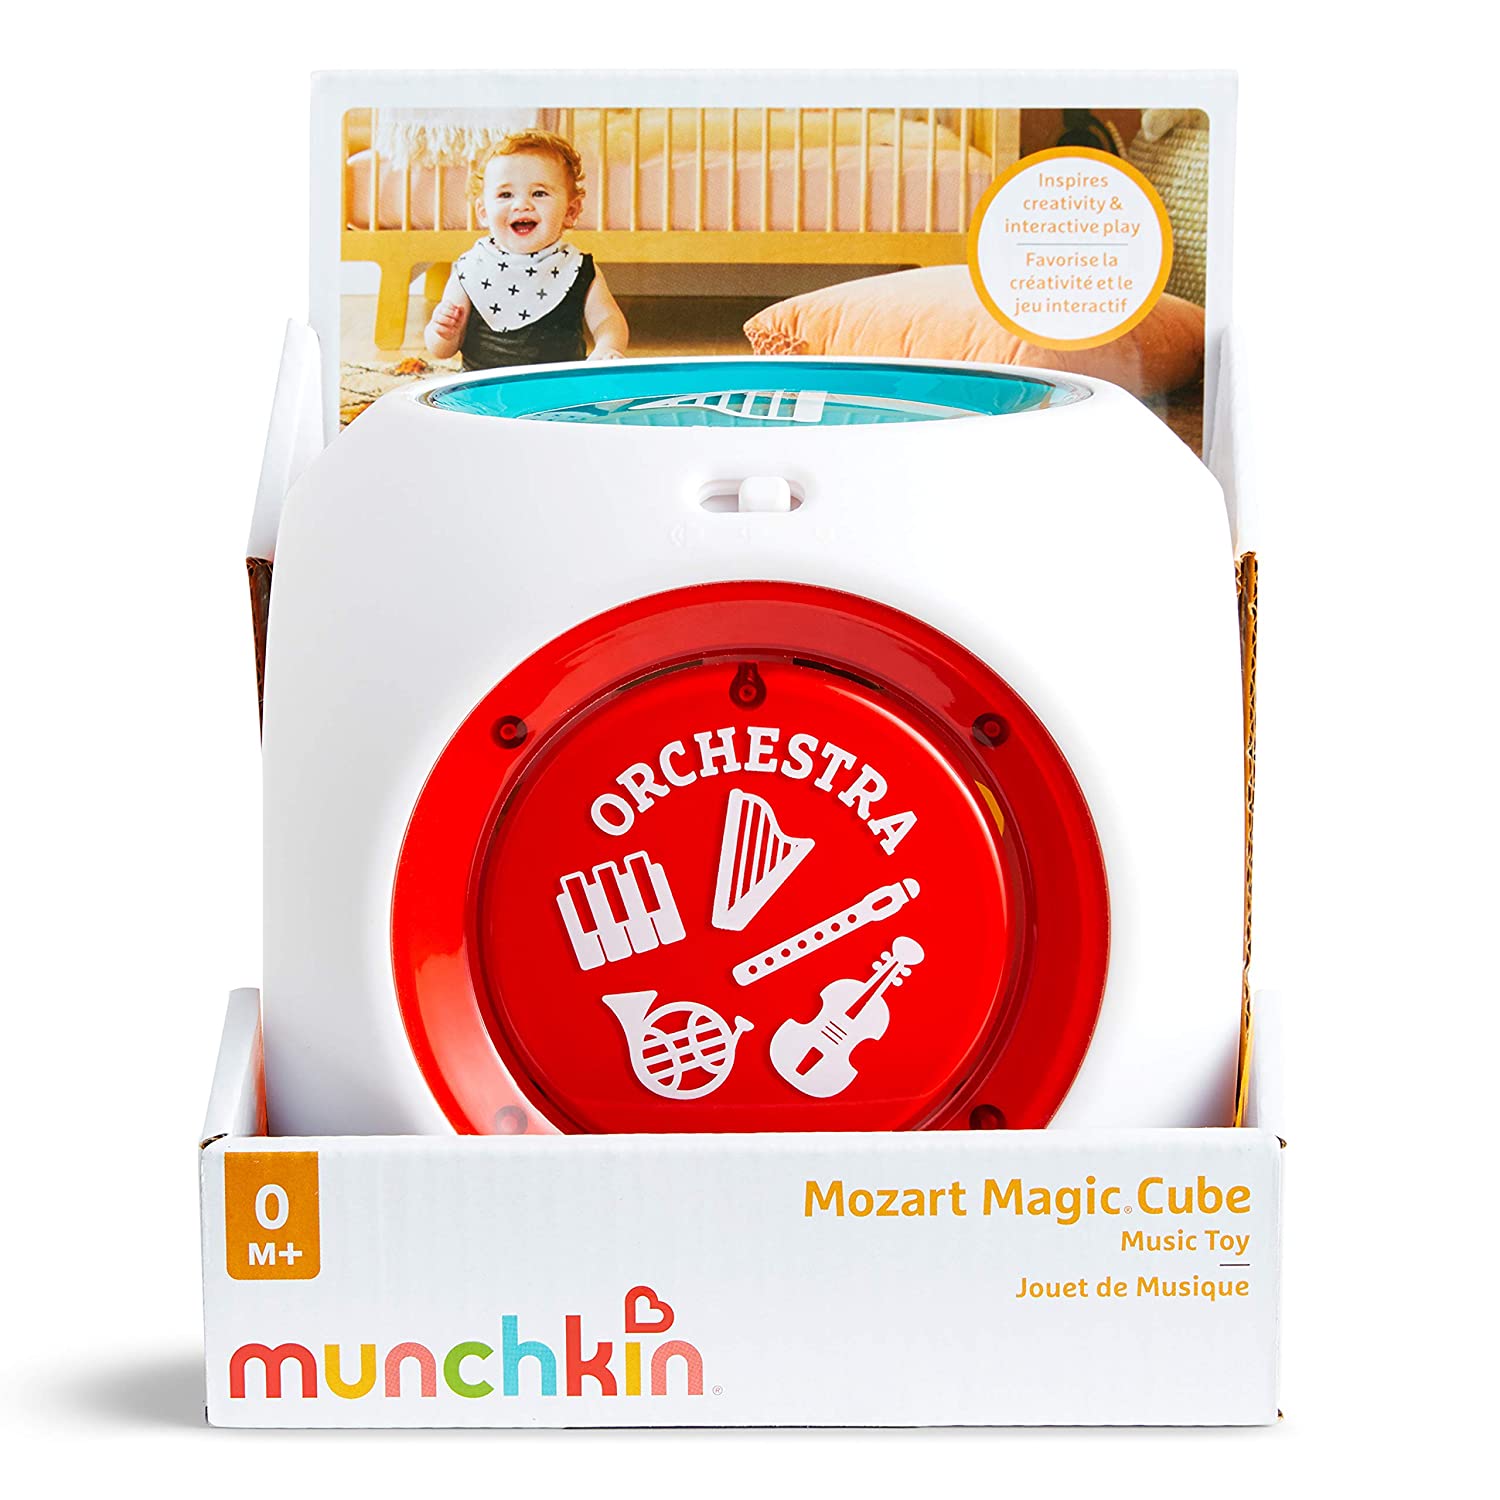 Inspires
creativity &
interactive play
Favorise la
créativité et le
jeu interactif
ORCHESTRA
0
M+
Mozart Magic® Cube
Music Toy
Jouet de Musique
munchkin®